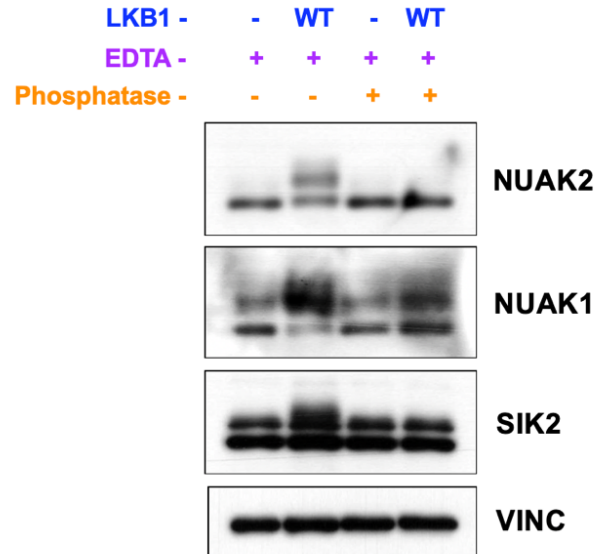 LKB1 - - WT - WT
EDTA - + + + +
Phosphatase - - - + +
NUAK2
NUAK1
SIK2
VINC